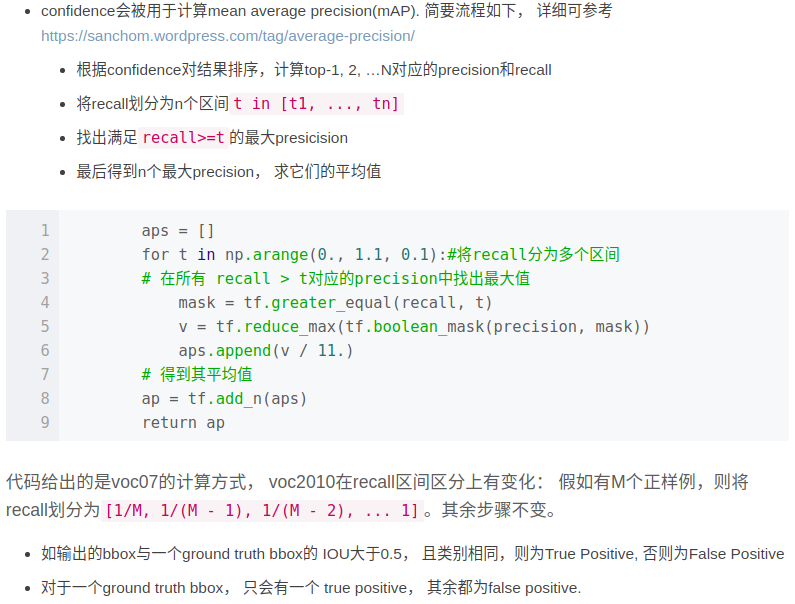 confidence会被用于计算mean average precision(mAP). 简要流程如下， 详细可参考
https://sanchom.wordpress.com/tag/average-precision/
根据confidence对结果排序，计算top-1, 2, …N对应的precision和recall
将recall划分为n个区间 t in [t1, ..., tn]
找出满足 recall>=t 的最大presicision
最后得到n个最大precision， 求它们的平均值
1 aps = []
2 for t in np.arange(0., 1.1, 0.1):#将recall分为多个区间
3 # 在所有 recall > t对应的precision中找出最大值
4 mask = tf.greater_equal(recall, t)
5 v = tf.reduce_max(tf.boolean_mask(precision, mask))
6 aps.append(v / 11.)
7 # 得到其平均值
8 ap = tf.add_n(aps)
9 return ap
代码给出的是voc07的计算方式， voc2010在recall区间区分上有变化： 假如有M个正样例，则将
recall划分为 [1/M, 1/(M - 1), 1/(M - 2), ... 1] 。其余步骤不变。
如输出的bbox与一个ground truth bbox的 IOU大于0.5， 且类别相同，则为True Positive, 否则为False Positive
对于一个ground truth bbox， 只会有一个 true positive， 其余都为false positive.